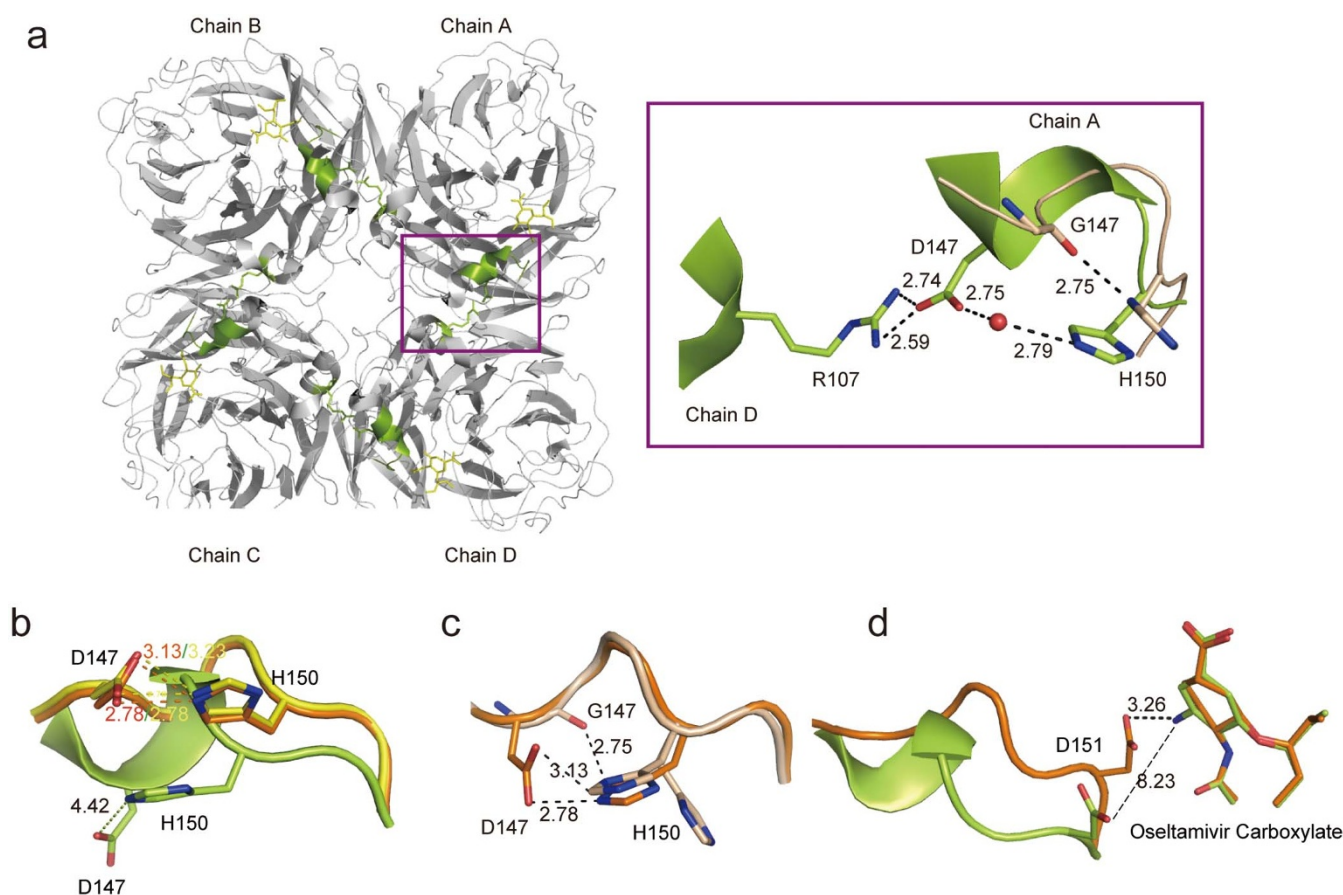 a
Chain B
Chain A
Chain C
Chain D
Chain A
G147
D147
2.74
2.75
2.75
2.59
2.79
R107
H150
Chain D
b
D147
3.13/3.23
H150
2.78/2.78
4.42
H150
D147
c
G147
2.75
3.13
2.78
D147
H150
d
3.26
D151
8.23
Oseltamivir Carboxylate